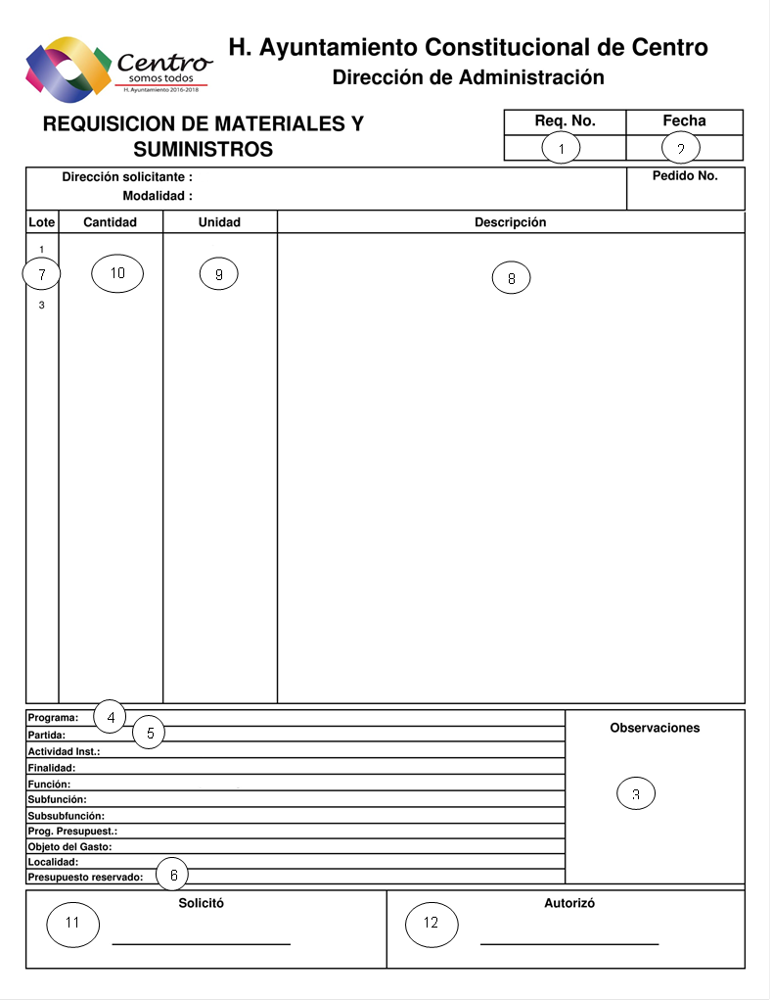 Centro
somos todos
H. Ayuntamiento 2016-2018
H. Ayuntamiento Constitucional de Centro
Dirección de Administración
REQUISICION DE MATERIALES Y
SUMINISTROS
Req. No. Fecha
1 2
Dirección solicitante :
Modalidad :
Pedido No.
Lote Cantidad Unidad Descripción
1
7 10 9 8
3
Programa: 4
Partida: 5
Actividad Inst.:
Finalidad:
Función:
Subfunción:
Subsubfunción:
Prog. Presupuest.:
Objeto del Gasto:
Localidad:
Presupuesto reservado: 6
Observaciones
3
Solicitó
11
Autorizó
12